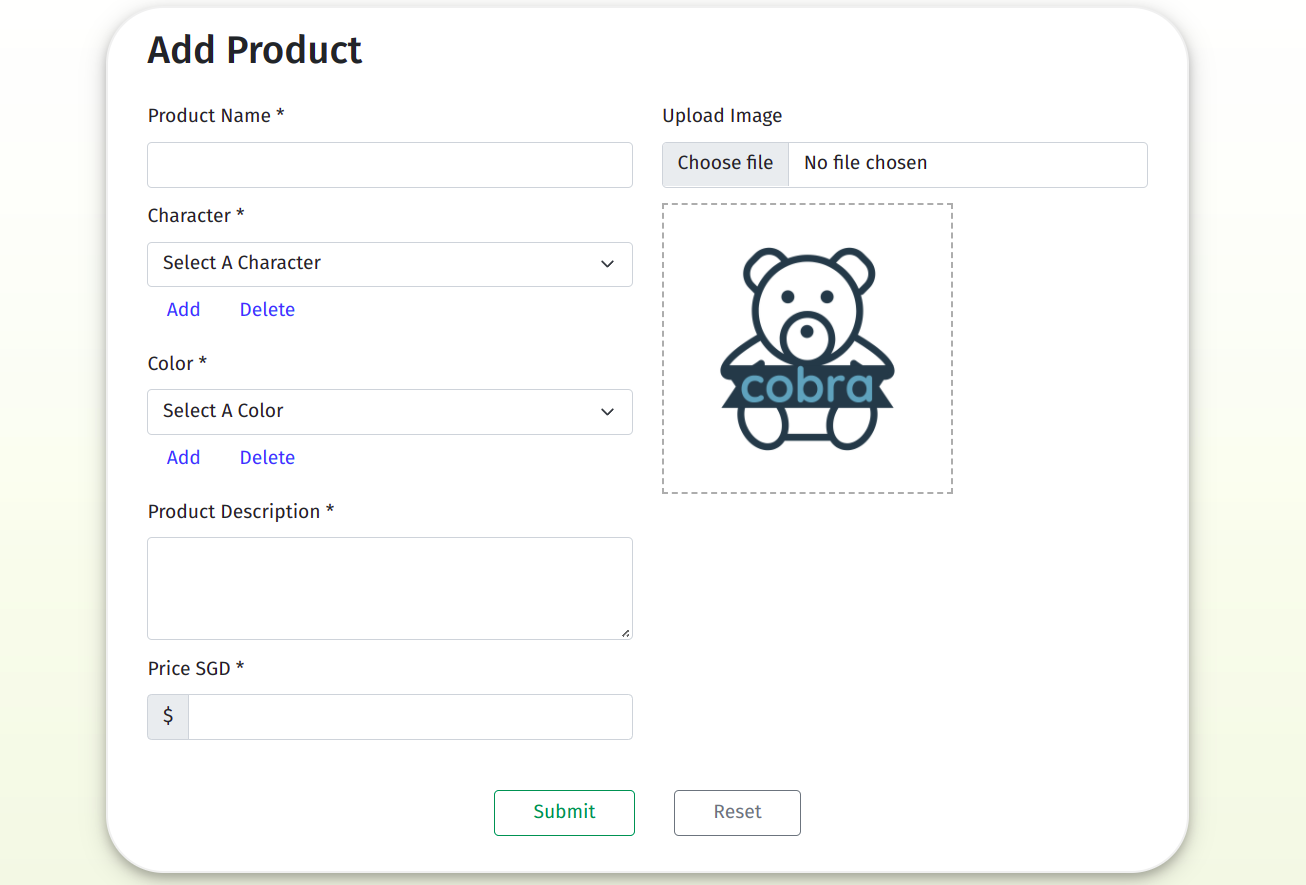 Add Product
Product Name *
Character *
Select A Character
Add Delete
Color *
Select A Color
Add Delete
Product Description *
Price SGD *
$
Upload Image
Choose file No file chosen
cobra
Submit Reset